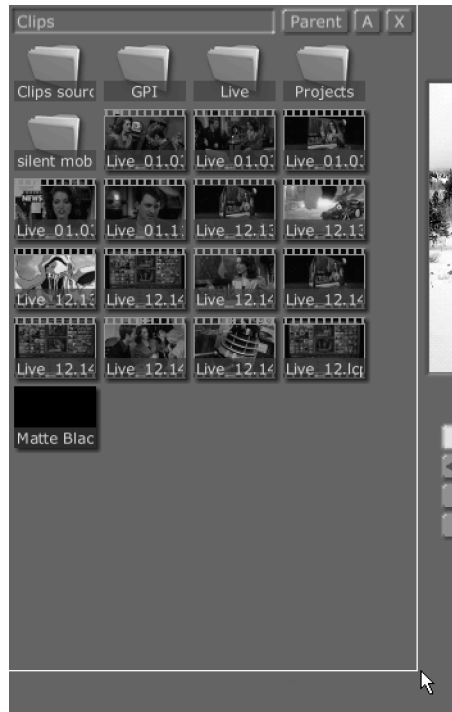 Clips Parent A X
Clips sourc GPI Live Projects
silent mob Live_01.0 Live_01.0 Live_01.0
Live_01.0 Live_01.1 Live_12.13 Live_12.13
Live_12.13 Live_12.14 Live_12.14 Live_12.14
Live_12.14 Live_12.14 Live_12.14 Live_12.lcp
Matte Blac